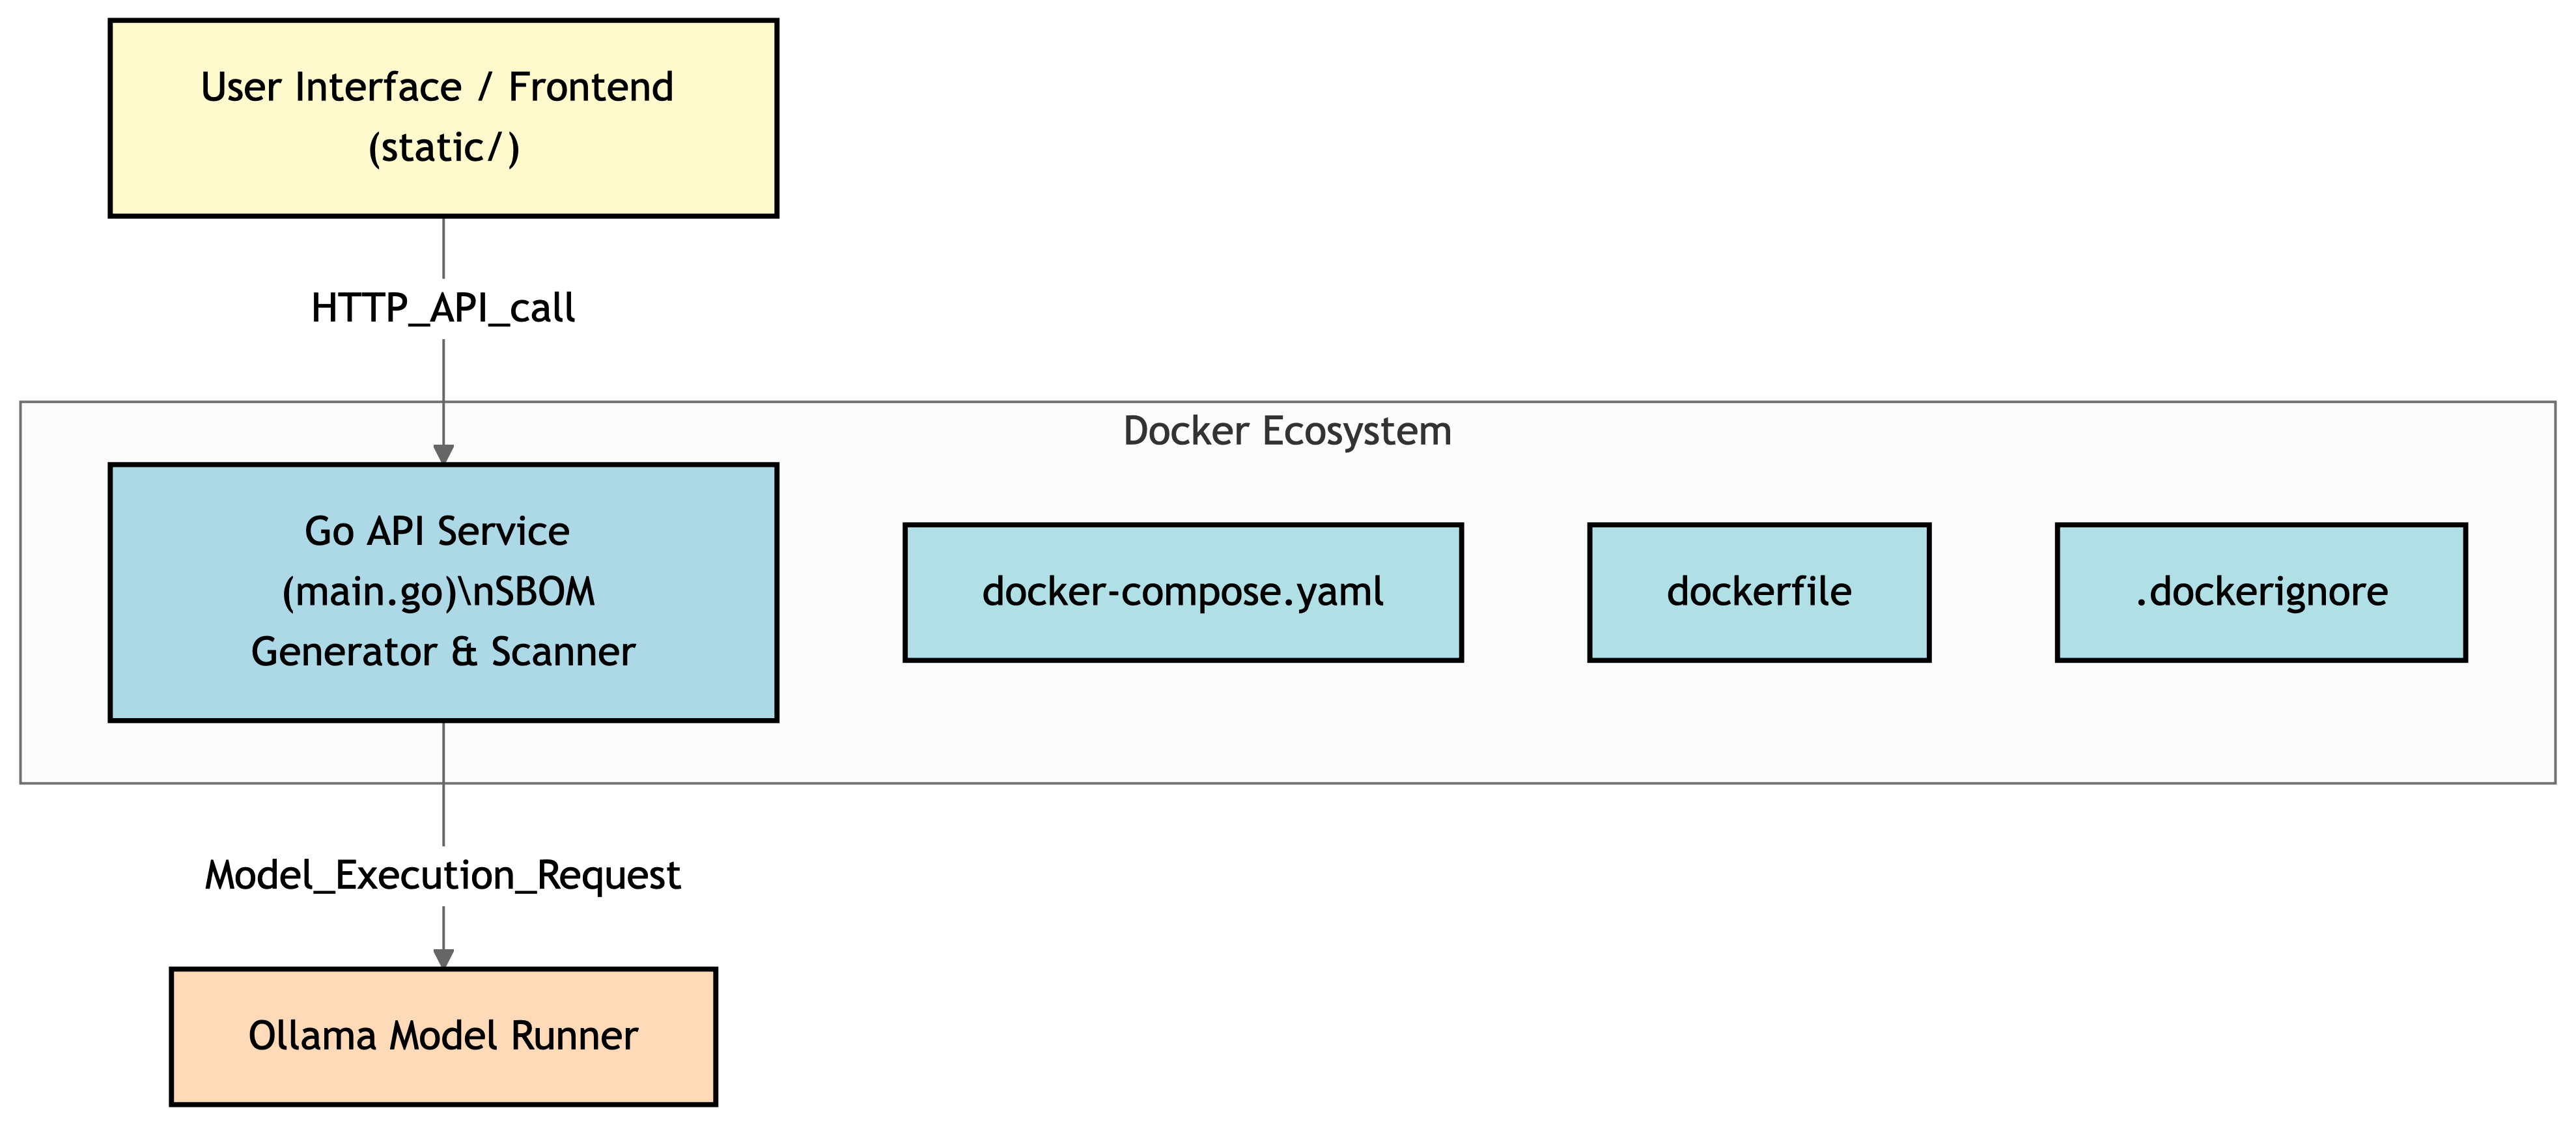 User Interface / Frontend
(static/)
HTTP_API_call
Docker Ecosystem
Go API Service
(main.go)\nSBOM
Generator & Scanner
docker-compose.yaml
dockerfile
.dockerignore
Model_Execution_Request
Ollama Model Runner